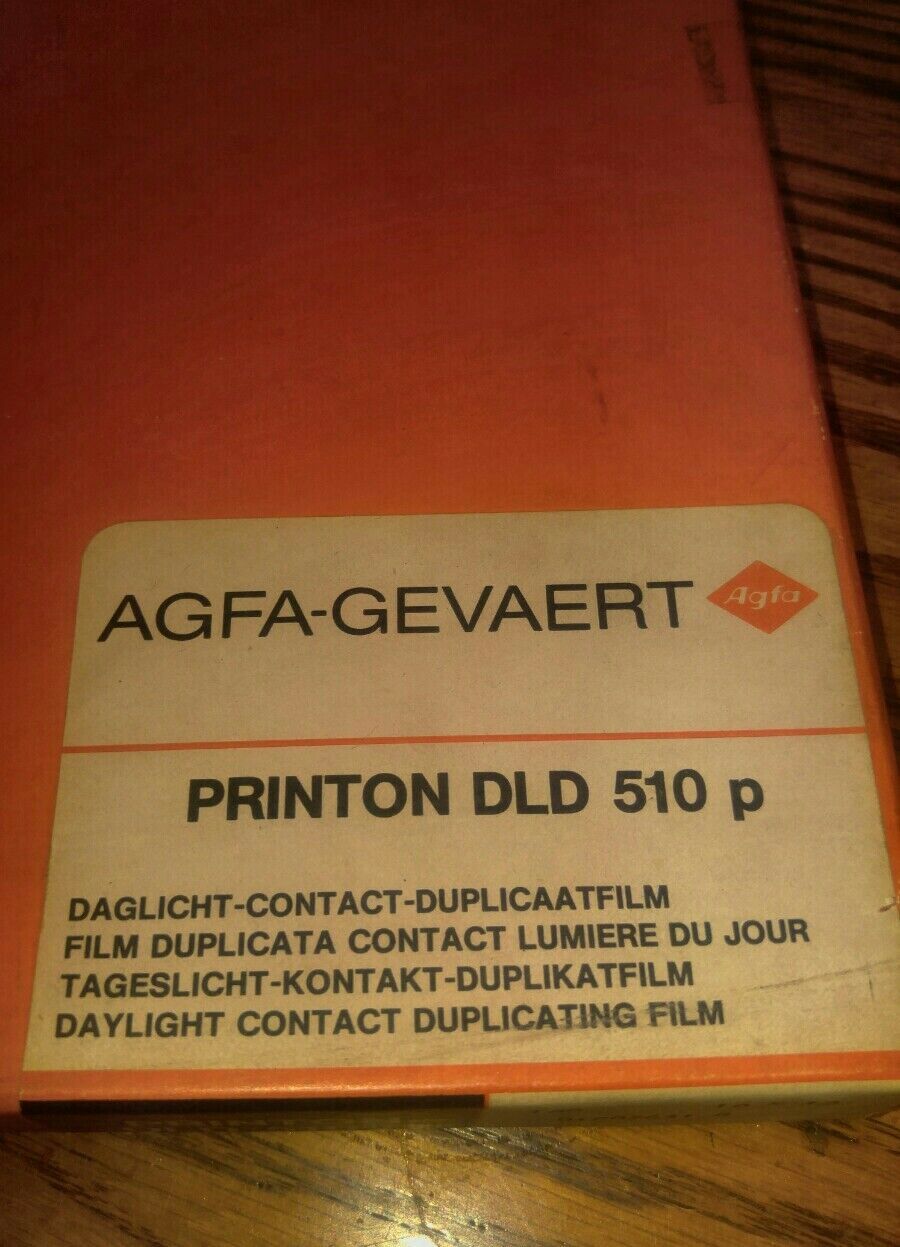 AGFA-GEVAERT Agfa
PRINTON DLD 510 p
DAGLICHT-CONTACT-DUPLICAATFILM
FILM DUPLICATA CONTACT LUMIERE DU JOUR
TAGESLICHT-KONTAKT-DUPLIKATFILM
DAYLIGHT CONTACT DUPLICATING FILM